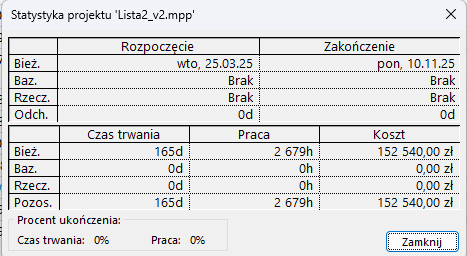 Statystyka projektu 'Lista2_v2.mpp'
Rozpoczęcie Zakończenie
Bież. wto, 25.03.25 pon, 10.11.25
Baz. Brak Brak
Rzecz. Brak Brak
Odch. 0d 0d
Czas trwania Praca Koszt
Bież. 165d 2 679h 152 540,00 zł
Baz. 0d 0h 0,00 zł
Rzecz. 0d 0h 0,00 zł
Pozos. 165d 2 679h 152 540,00 zł
Procent ukończenia:
Czas trwania: 0% Praca: 0% Zamknij